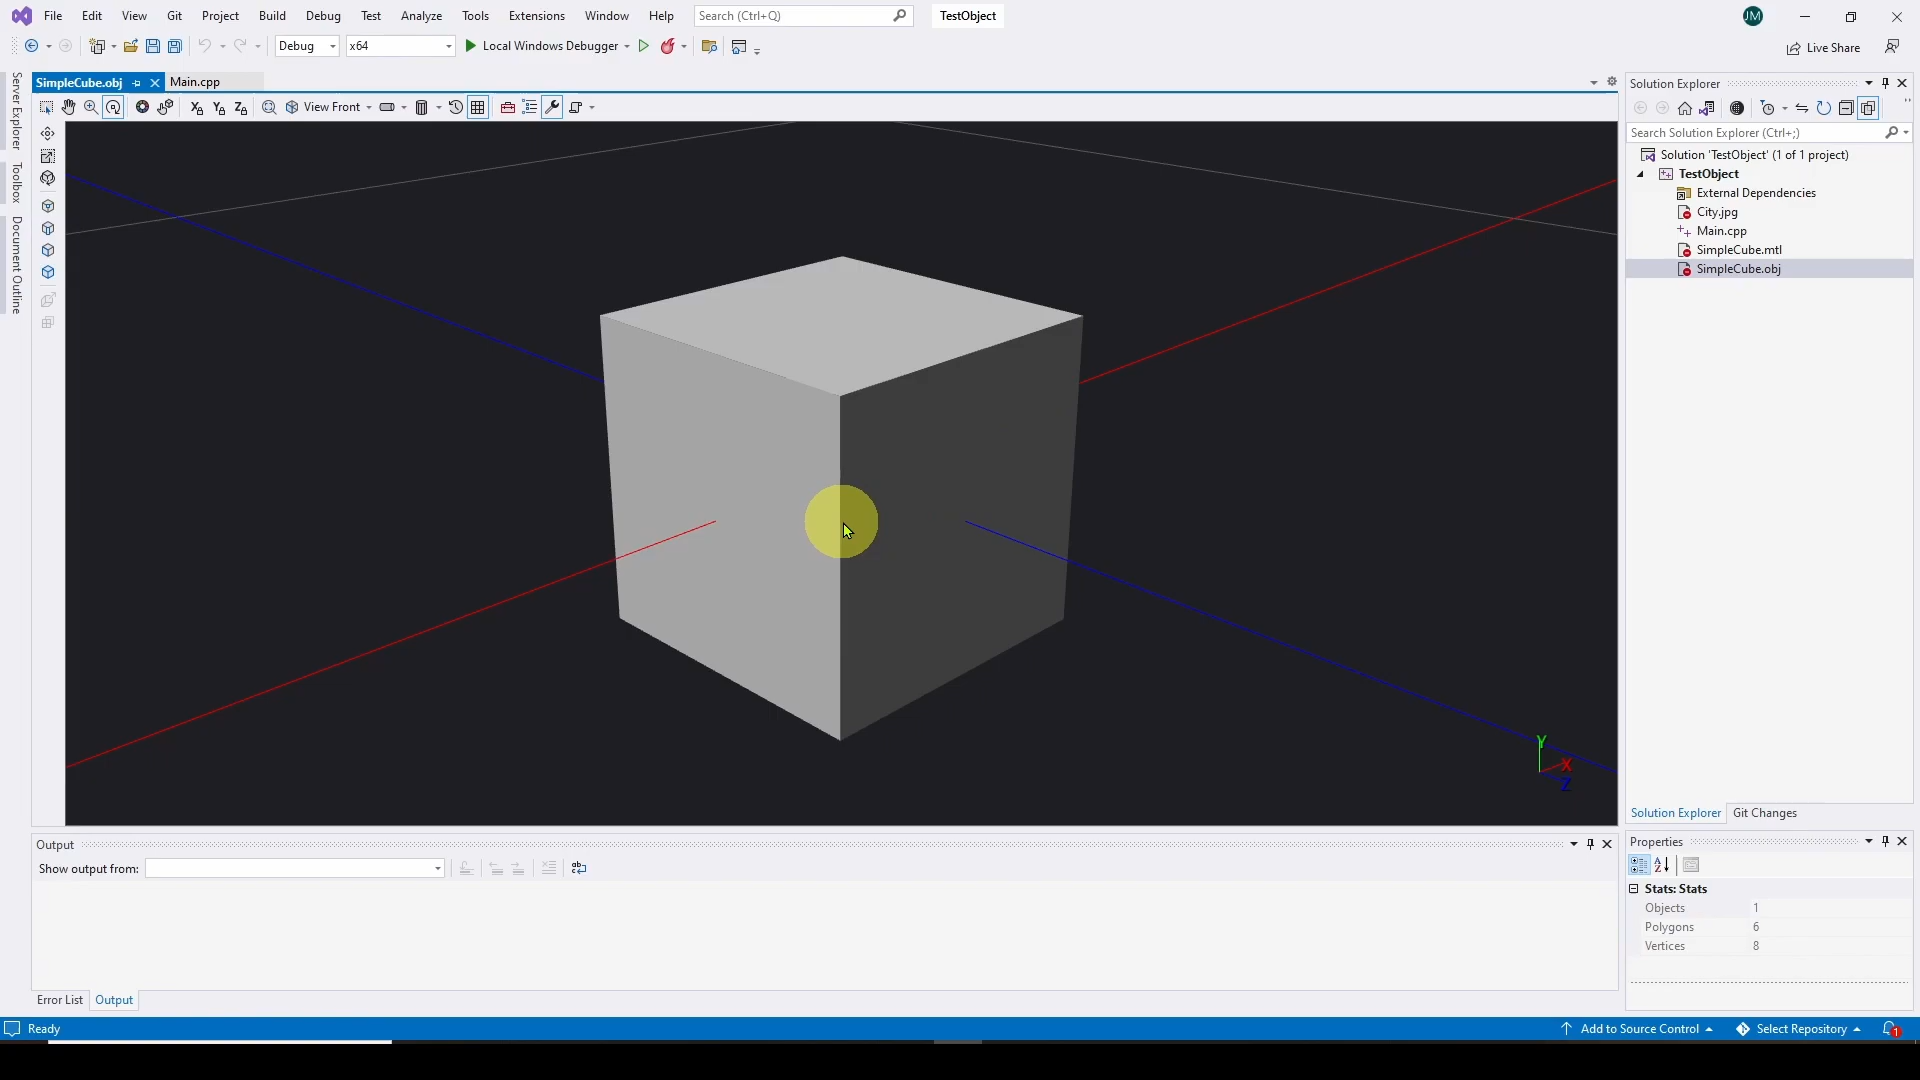 File Edit View Git Project Build Debug Test Analyze Tools Extensions Window Help Search (Ctrl+Q) TestObject JM
Debug x64 Local Windows Debugger Live Share
SimpleCube.obj Main.cpp
View Front
Server Explorer
Toolbox
Document Outline
Y
X
Z
Solution Explorer
Search Solution Explorer (Ctrl+;)
Solution 'TestObject' (1 of 1 project)
TestObject
External Dependencies
City.jpg
Main.cpp
SimpleCube.mtl
SimpleCube.obj
Solution Explorer Git Changes
Output
Show output from:
Error List Output
Properties
Stats: Stats
Objects 1
Polygons 6
Vertices 8
Ready Add to Source Control Select Repository 1